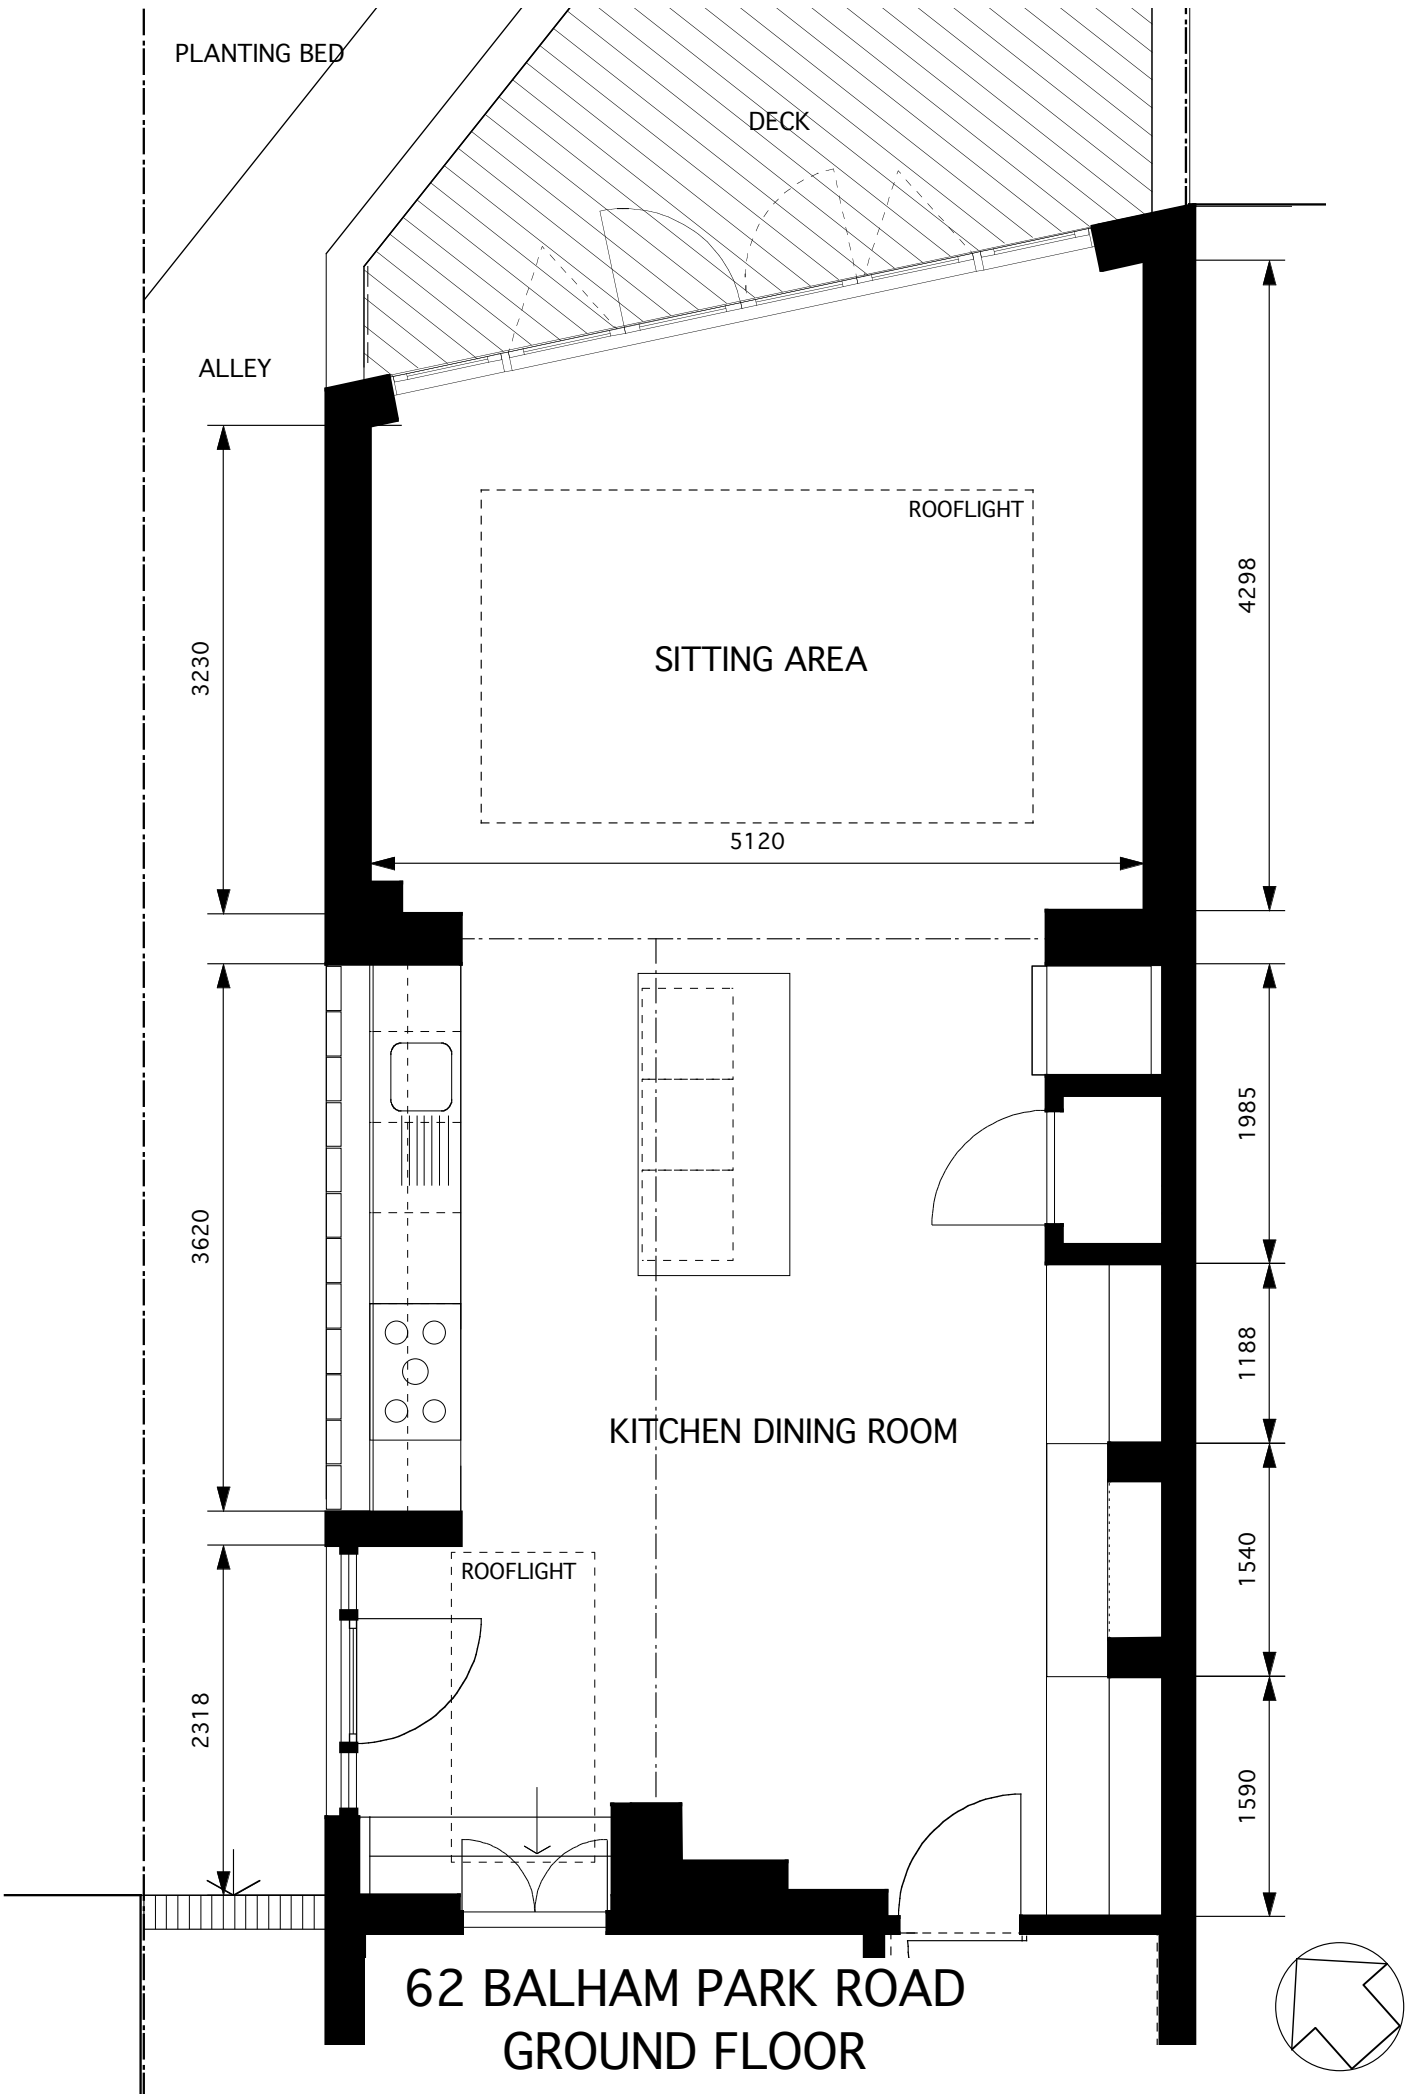 PLANTING BED
DECK
ALLEY
ROOFLIGHT
4298
SITTING AREA
3230
5120
1985
3620
1188
KITCHEN DINING ROOM
1540
ROOFLIGHT
2318
1590
62 BALHAM PARK ROAD
GROUND FLOOR